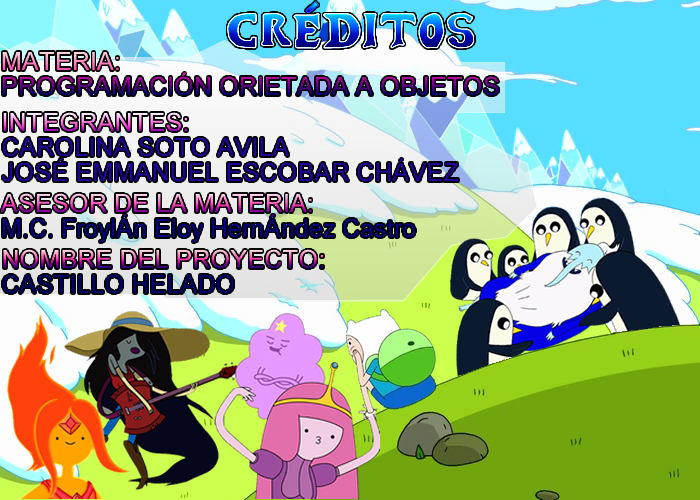 CRÉDITOS
MATERIA:
PROGRAMACIÓN ORIETADA A OBJETOS
INTEGRANTES:
CAROLINA SOTO AVILA
JOSÉ EMMANUEL ESCOBAR CHÁVEZ
ASESOR DE LA MATERIA:
M.C. FroylÁn Eloy HernÁndez Castro
NOMBRE DEL PROYECTO:
CASTILLO HELADO